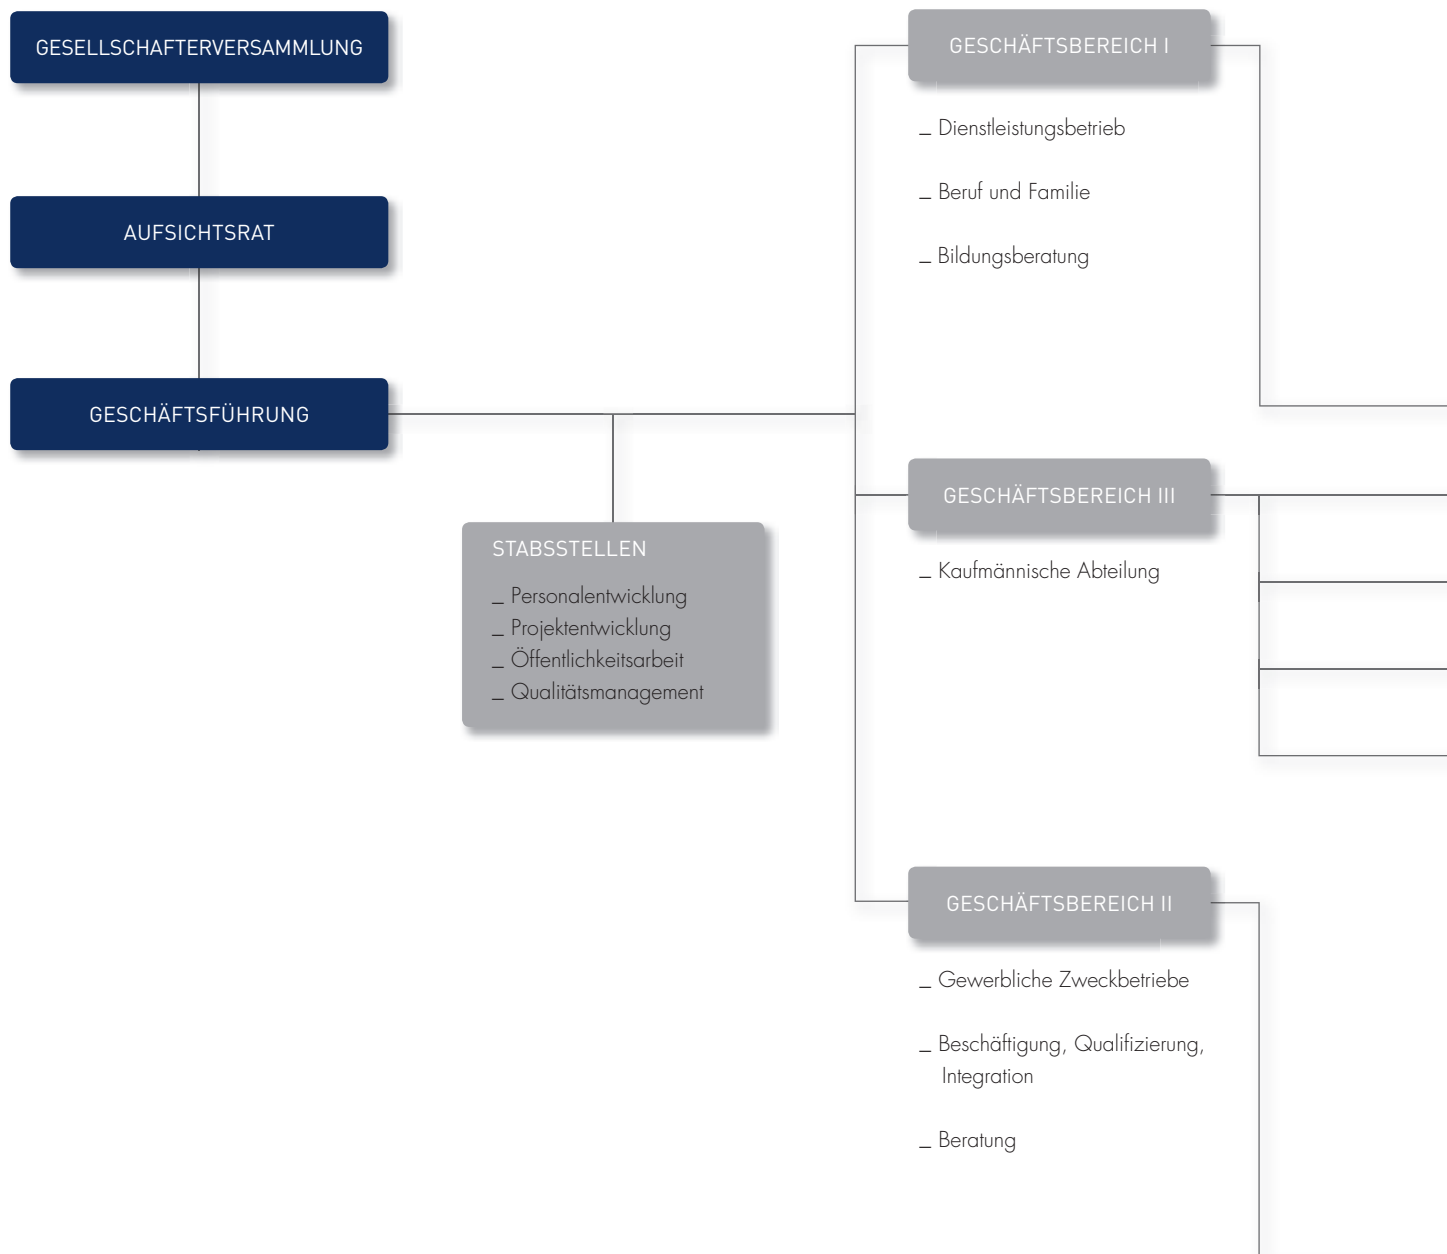 GESELLSCHAFTERVERSAMMLUNG
AUFSICHTSRAT
GESCHÄFTSFÜHRUNG
STABSSTELLEN
_ Personalentwicklung
_ Projektentwicklung
_ Öffentlichkeitsarbeit
_ Qualitätsmanagement
GESCHÄFTSBEREICH I
_ Dienstleistungsbetrieb
_ Beruf und Familie
_ Bildungsberatung
GESCHÄFTSBEREICH III
_ Kaufmännische Abteilung
GESCHÄFTSBEREICH II
_ Gewerbliche Zweckbetriebe
_ Beschäftigung, Qualifizierung,
Integration
_ Beratung